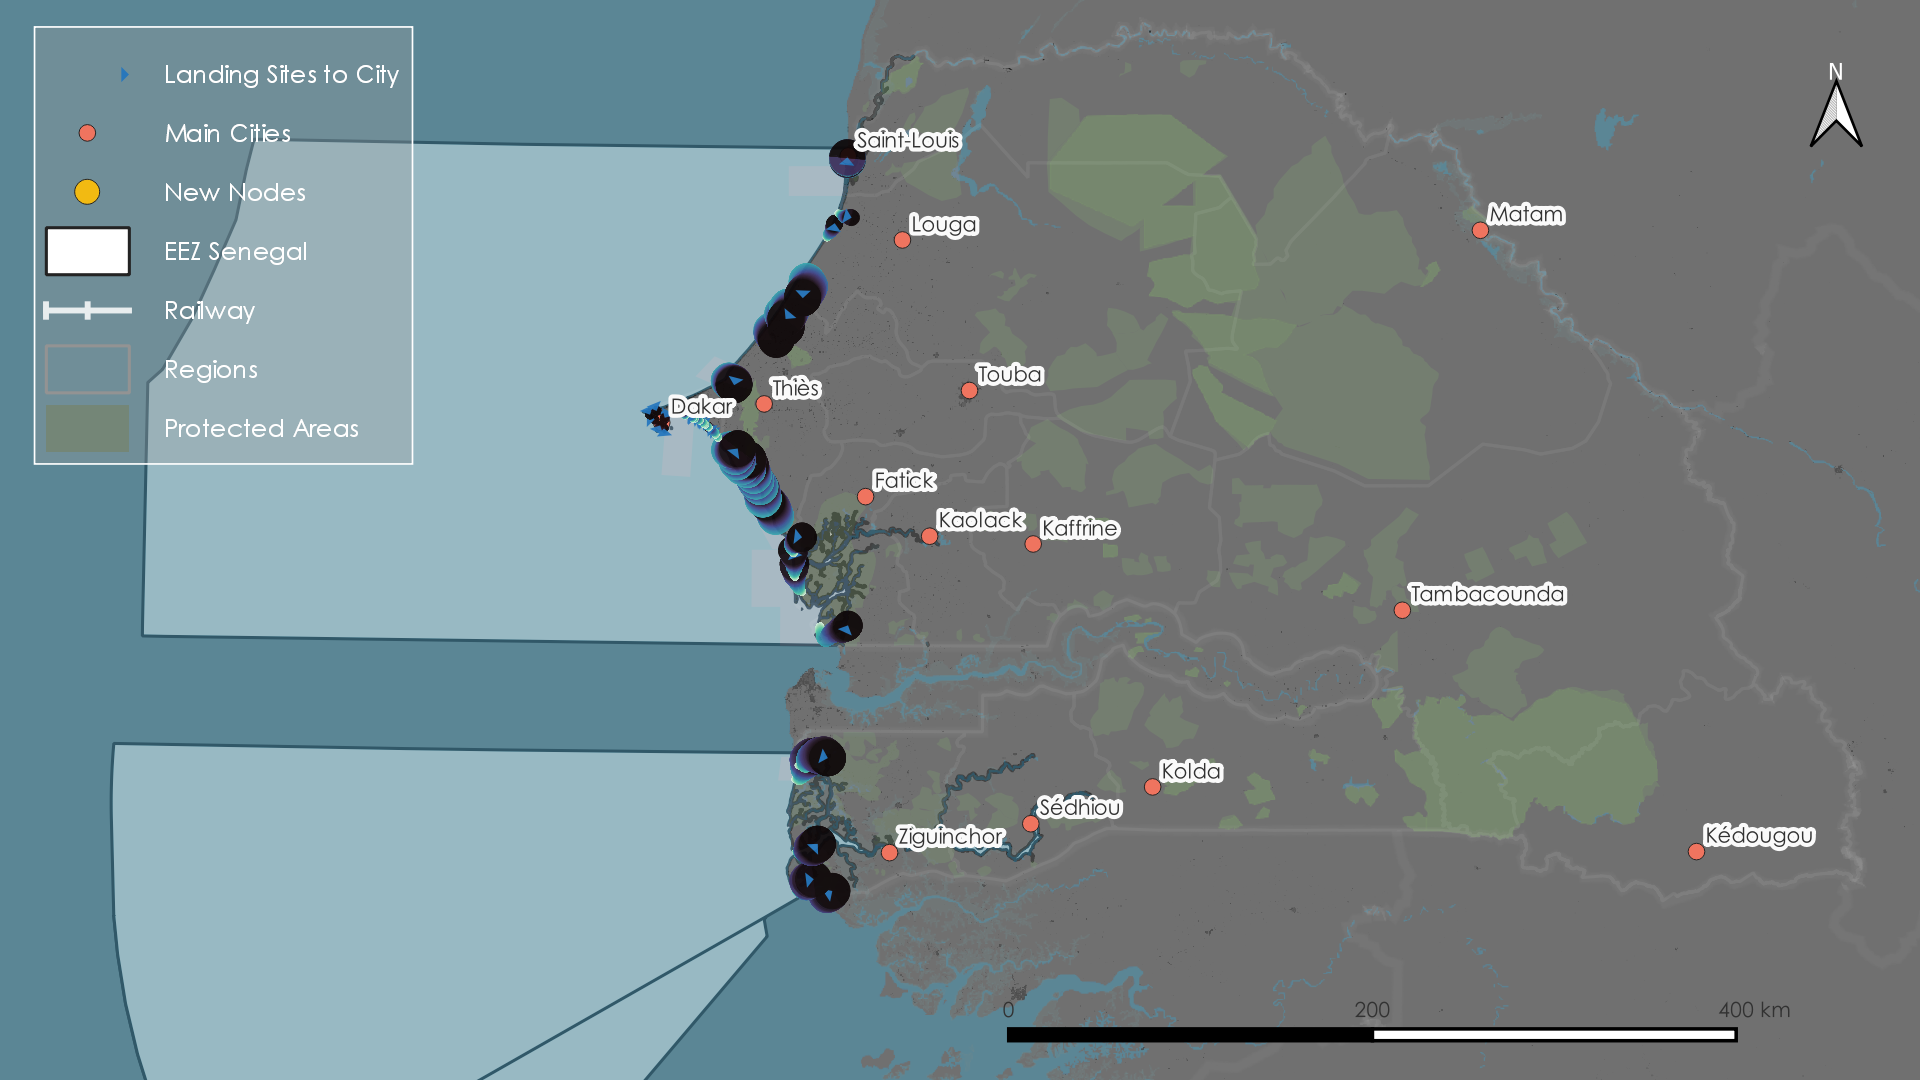 Landing Sites to City
Main Cities
New Nodes
EEZ Senegal
Railway
Regions
Protected Areas
N
Saint-Louis
Louga
Matam
Touba
Thiès
Dakar
Fatick
Kaolack
Kaffrine
Tambacounda
Kolda
Sédhiou
Ziguinchor
Kédougou
0 200 400 km